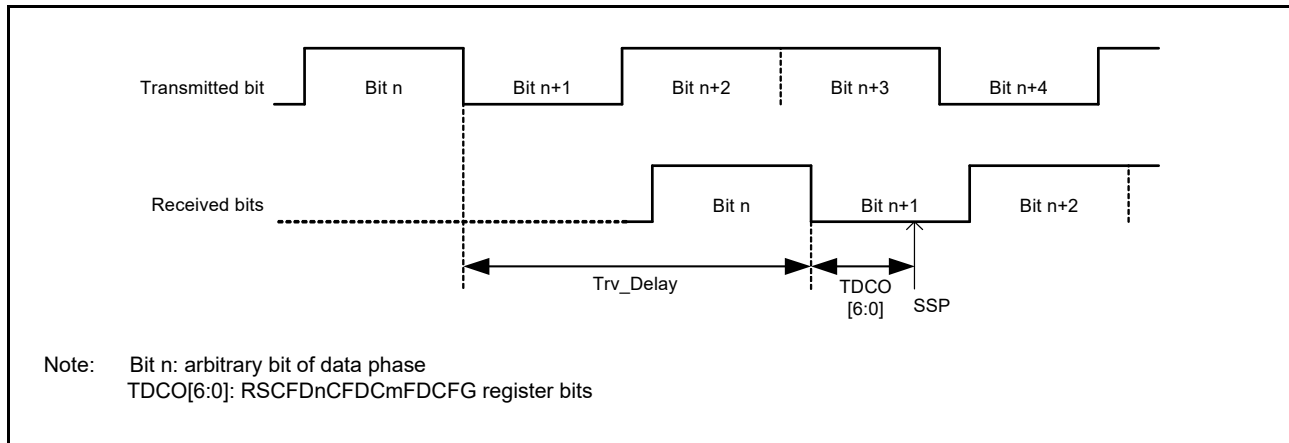 Transmitted bit
Bit n
Bit n+1
Bit n+2
Bit n+3
Bit n+4
Received bits
Bit n
Bit n+1
Bit n+2
Trv_Delay
TDCO
[6:0]
SSP
Note: Bit n: arbitrary bit of data phase
TDCO[6:0]: RSCFDnCFDCmFDCFG register bits